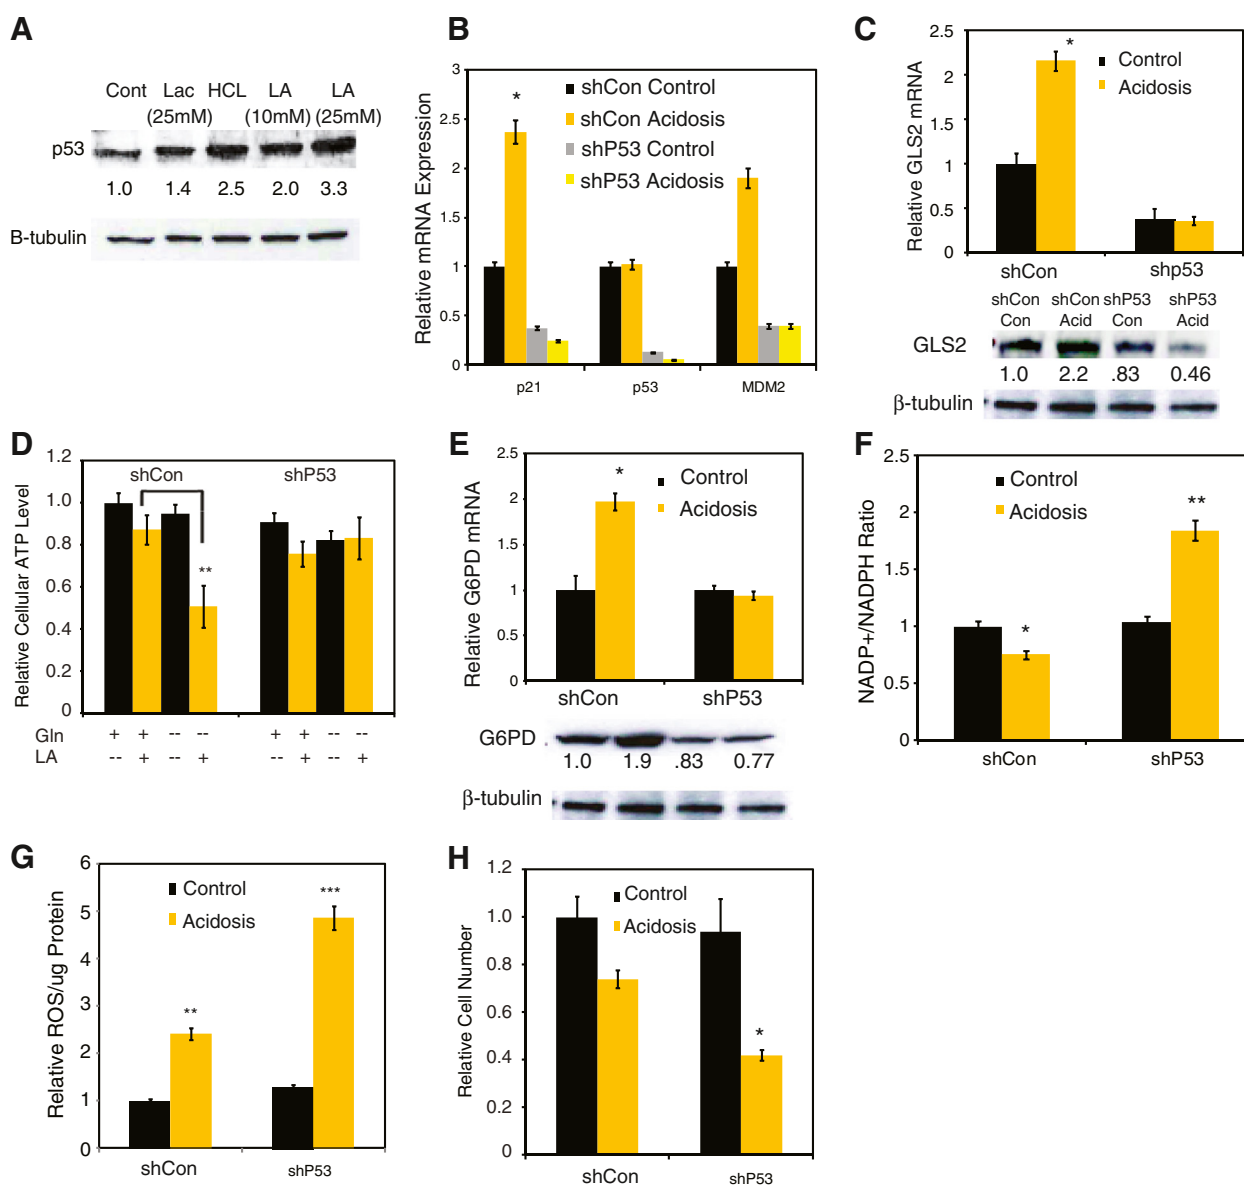 A
Cont Lac HCL LA LA
(25mM) (10mM) (25mM)
p53
1.0 1.4 2.5 2.0 3.3
B-tubulin
B
Relative mRNA Expression
3
2.5
2
1.5
1
0.5
0
*
shCon Control
shCon Acidosis
shP53 Control
shP53 Acidosis
p21 p53 MDM2
C
Relative GLS2 mRNA
2.5
2
1.5
1
0.5
0
*
Control
Acidosis
shCon shp53
shCon shCon shP53 shP53
Con Acid Con Acid
GLS2
1.0 2.2 .83 0.46
β-tubulin
D
Relative Cellular ATP Level
1.2
1.0
0.8
0.6
0.4
0.2
0
shCon shP53
**
Gln + + -- -- + + -- --
LA -- + -- + -- + -- +
E
Relative G6PD mRNA
2.5
2
1.5
1
0.5
0
*
Control
Acidosis
shCon shP53
G6PD
1.0 1.9 .83 0.77
β-tubulin
F
NADP+/NADPH Ratio
2.5
2
1.5
1
0.5
0
Control
Acidosis
*
**
shCon shP53
G
Relative ROS/ug Protein
6
5
4
3
2
1
0
Control
Acidosis
**
***
shCon shP53
H
Relative Cell Number
1.2
1.0
0.8
0.6
0.4
0.2
0
Control
Acidosis
*
shCon shP53